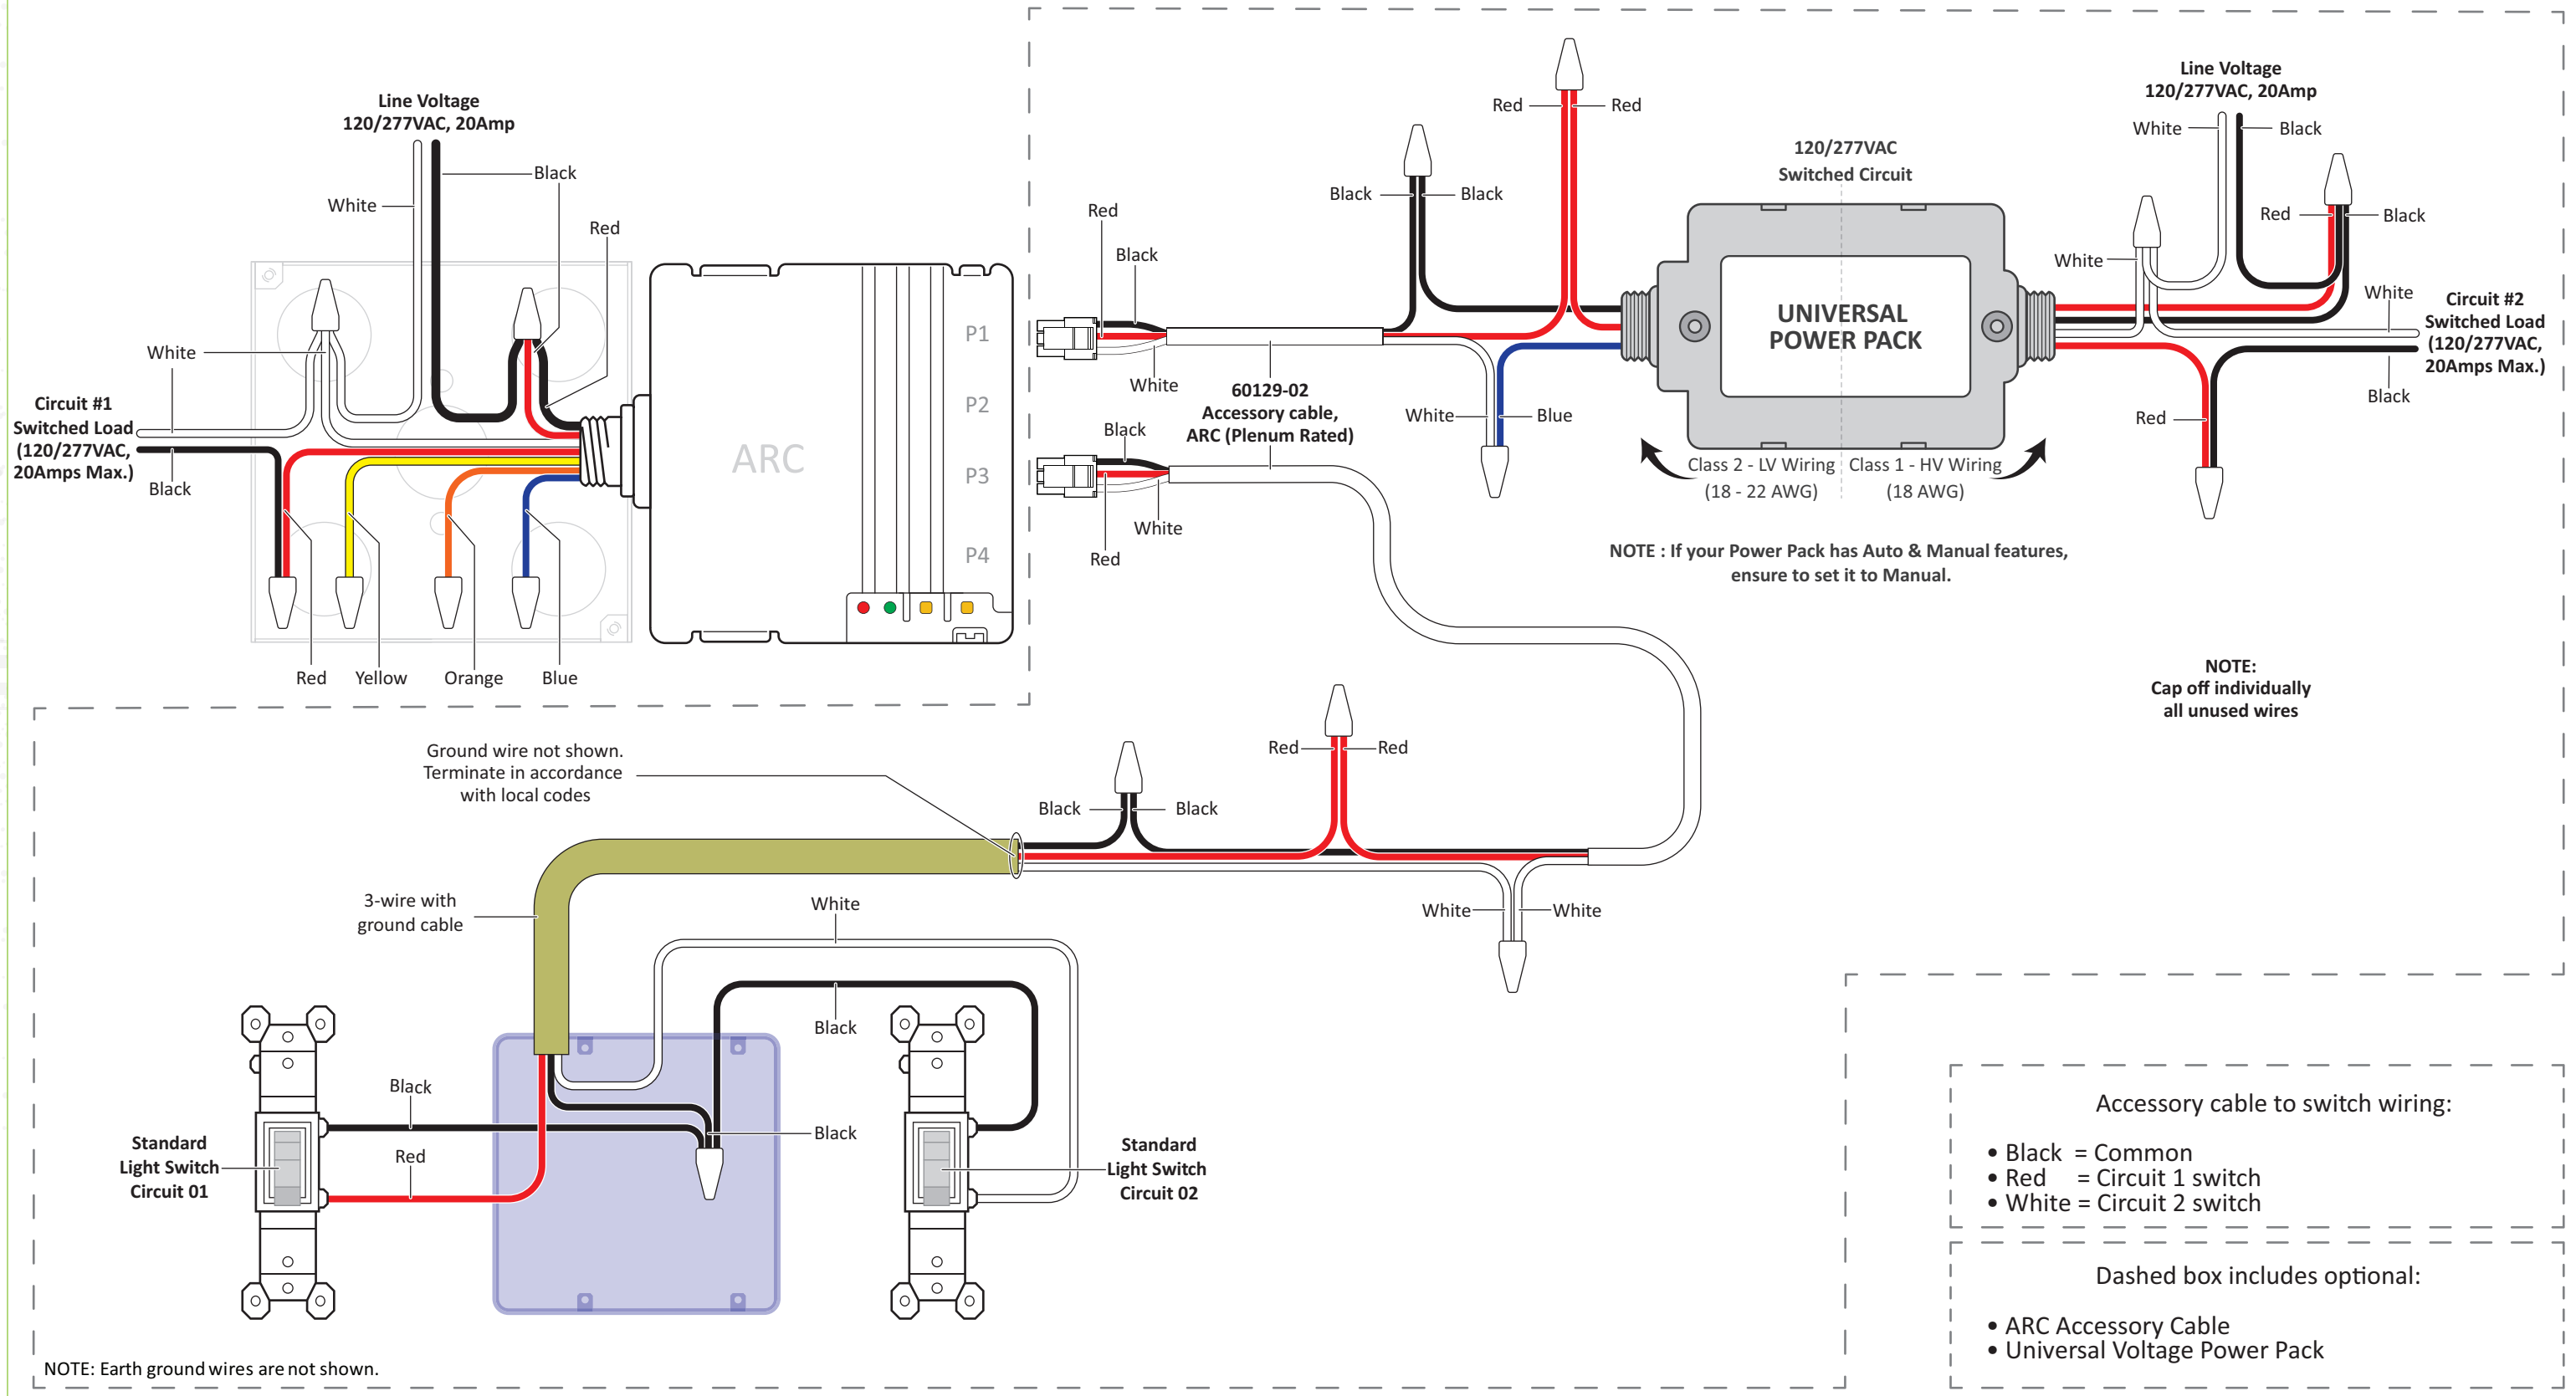 Line Voltage
120/277VAC, 20Amp
White
Black
Red
White
Circuit #1
Switched Load
(120/277VAC,
20Amps Max.)
Black
Red
Yellow
Orange
Blue
ARC
P1
P2
P3
P4
Red
Black
White
Black
Red
White
60129-02
Accessory cable,
ARC (Plenum Rated)
Black
Black
Red
Red
White
Blue
120/277VAC
Switched Circuit
UNIVERSAL
POWER PACK
Class 2 - LV Wiring
(18 - 22 AWG)
Class 1 - HV Wiring
(18 AWG)
Line Voltage
120/277VAC, 20Amp
White
Black
Red
Black
White
White
Circuit #2
Switched Load
(120/277VAC,
20Amps Max.)
Black
Red
NOTE : If your Power Pack has Auto & Manual features,
ensure to set it to Manual.
NOTE:
Cap off individually
all unused wires
Ground wire not shown.
Terminate in accordance
with local codes
Black
Black
Red
Red
White
White
3-wire with
ground cable
White
Black
Black
Black
Red
Standard
Light Switch
Circuit 01
Standard
Light Switch
Circuit 02
Accessory cable to switch wiring:
• Black = Common
• Red = Circuit 1 switch
• White = Circuit 2 switch
Dashed box includes optional:
• ARC Accessory Cable
• Universal Voltage Power Pack
NOTE: Earth ground wires are not shown.